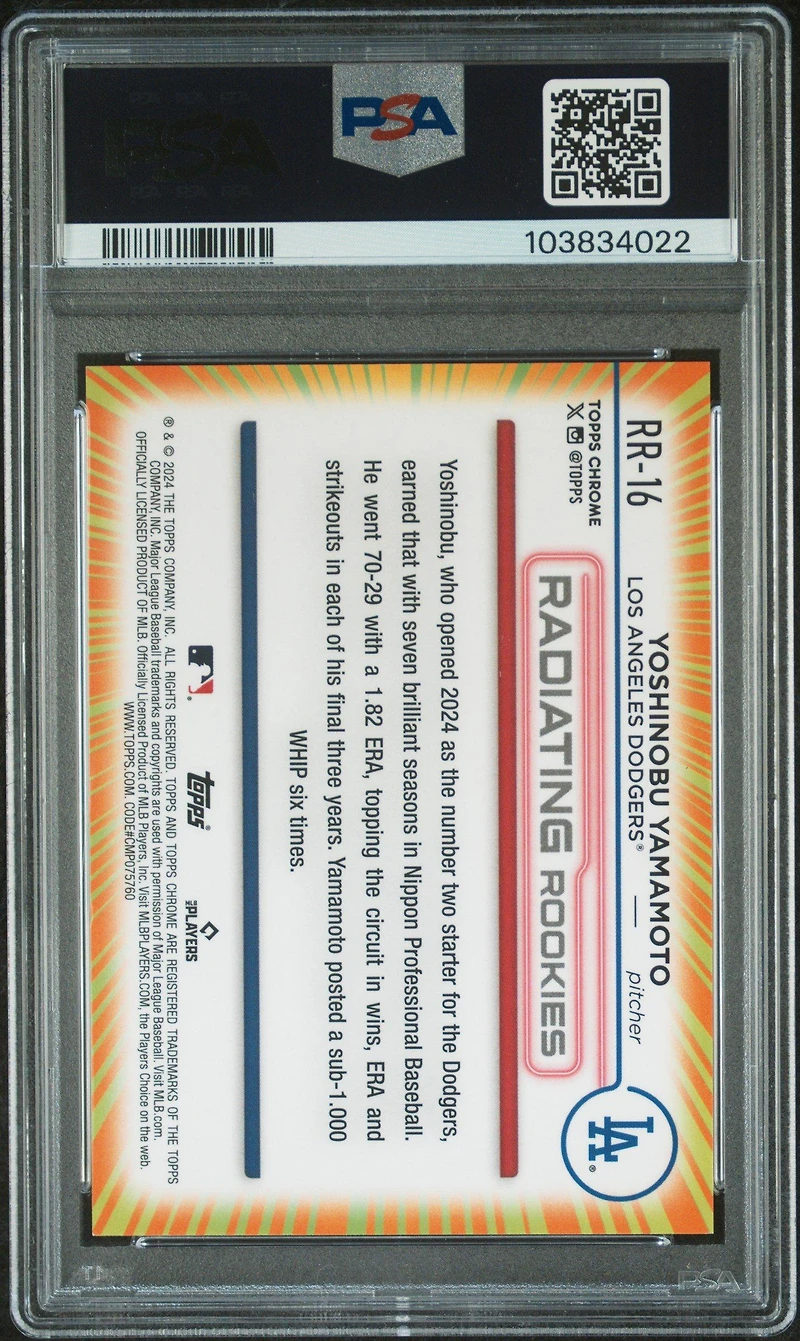 PSA
PSA
103834022
RR-16
YOSHINOBU YAMAMOTO
LOS ANGELES DODGERS® — pitcher
LA®
TOPPS CHROME
X @TOPPS
RADIATING ROOKIES
Yoshinobu, who opened 2024 as the number two starter for the Dodgers,
earned that with seven brilliant seasons in Nippon Professional Baseball.
He went 70-29 with a 1.82 ERA, topping the circuit in wins, ERA and
strikeouts in each of his final three years. Yamamoto posted a sub-1.000
WHIP six times.
topps®
MLB PLAYERS
® & © 2024 THE TOPPS COMPANY, INC. ALL RIGHTS RESERVED. TOPPS AND TOPPS CHROME ARE REGISTERED TRADEMARKS OF THE TOPPS
COMPANY, INC. Major League Baseball trademarks and copyrights are used with permission of Major League Baseball. Visit MLB.com.
OFFICIALLY LICENSED PRODUCT OF MLB. Officially Licensed Product of MLB Players, Inc. Visit MLBPLAYERS.COM, the Players Choice on the web.
WWW.TOPPS.COM. CODE#CMP075760
PSA